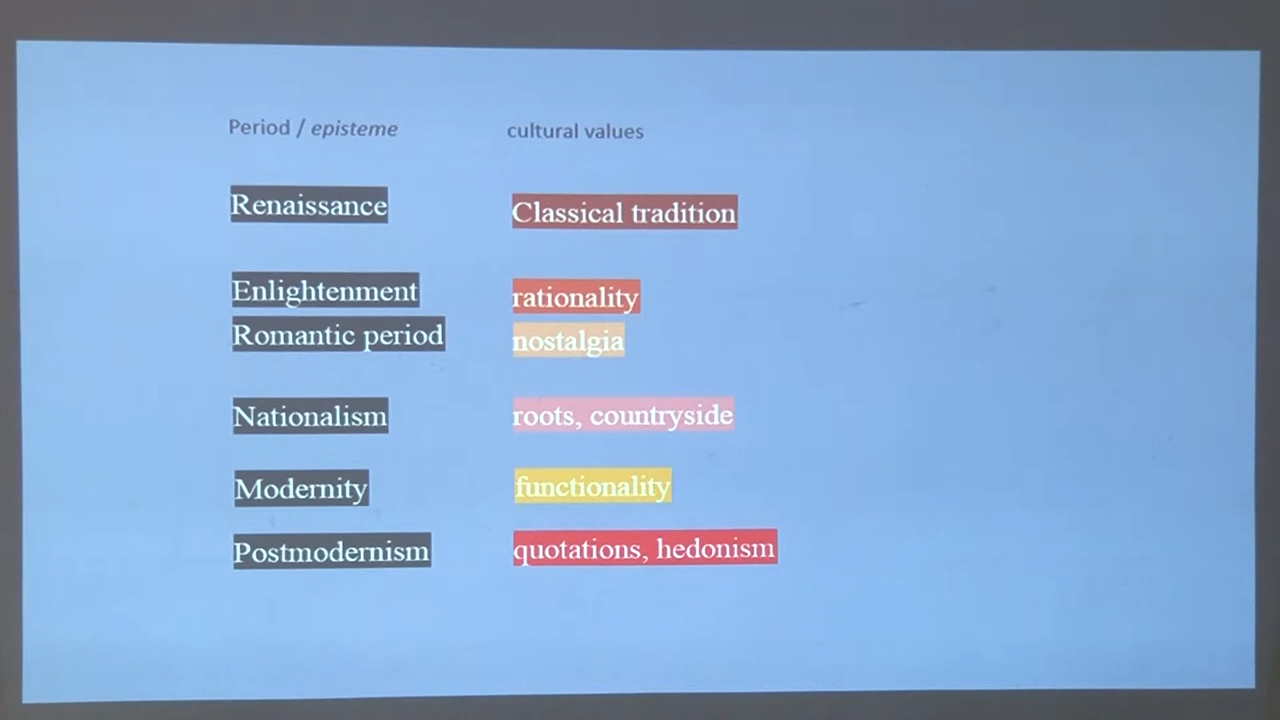 Period / episteme cultural values
Renaissance Classical tradition
Enlightenment rationality
Romantic period nostalgia
Nationalism roots, countryside
Modernity functionality
Postmodernism quotations, hedonism